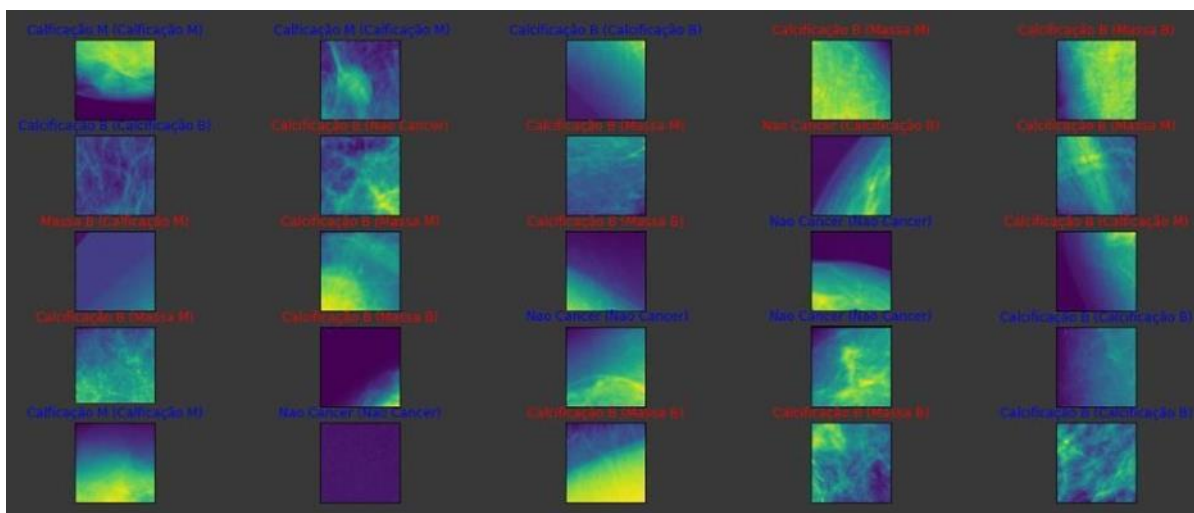 Calficação M (Calficação M)
Calficação M (Calficação M)
Calcificação B (Calcificação B)
Calcificação B (Massa M)
Calcificação B (Massa B)
Calcificação B (Calcificação B)
Calcificação B (Nao Cancer)
Calcificação B (Massa M)
Nao Cancer (Calcificação B)
Calcificação B (Massa M)
Massa B (Calficação M)
Calcificação B (Massa M)
Calcificação B (Massa B)
Nao Cancer (Nao Cancer)
Calcificação B (Calficação M)
Calcificação B (Massa M)
Calcificação B (Massa B)
Nao Cancer (Nao Cancer)
Nao Cancer (Nao Cancer)
Calcificação B (Calcificação B)
Calficação M (Calficação M)
Nao Cancer (Nao Cancer)
Calcificação B (Massa B)
Calcificação B (Massa B)
Calcificação B (Calcificação B)